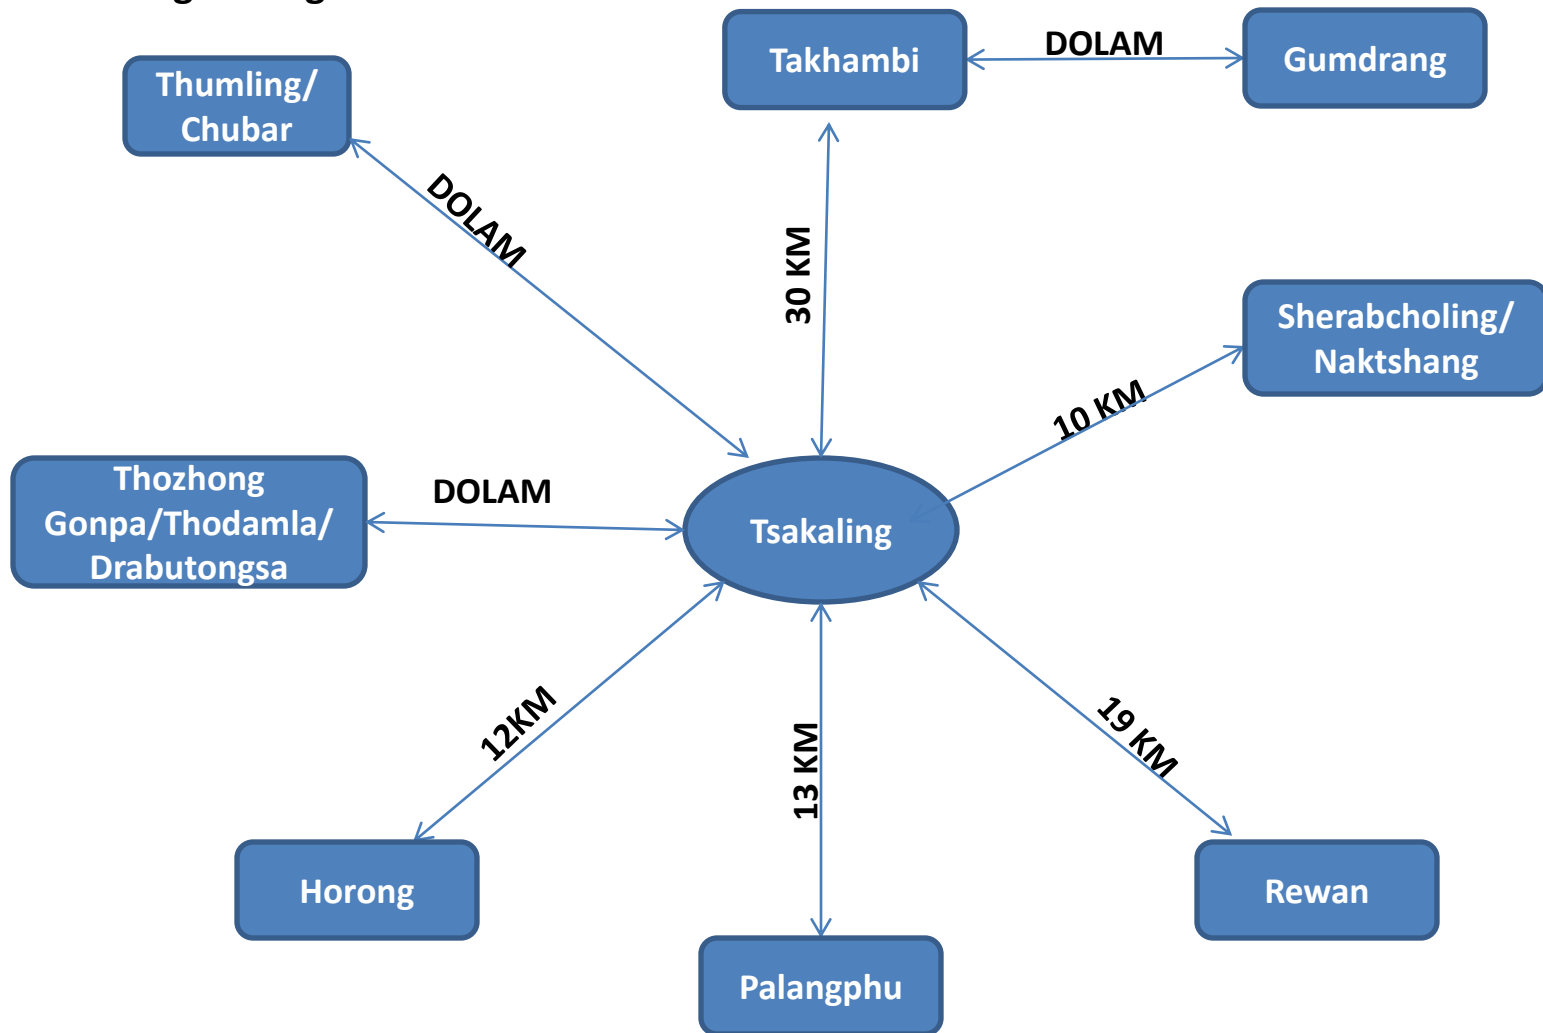 Takhambi
DOLAM
Gumdrang
Thumling/
Chubar
DOLAM
30 KM
Sherabcholing/
Naktshang
10 KM
Thozhong
Gonpa/Thodamla/
Drabutongsa
DOLAM
Tsakaling
12KM
13 KM
19 KM
Horong
Rewan
Palangphu